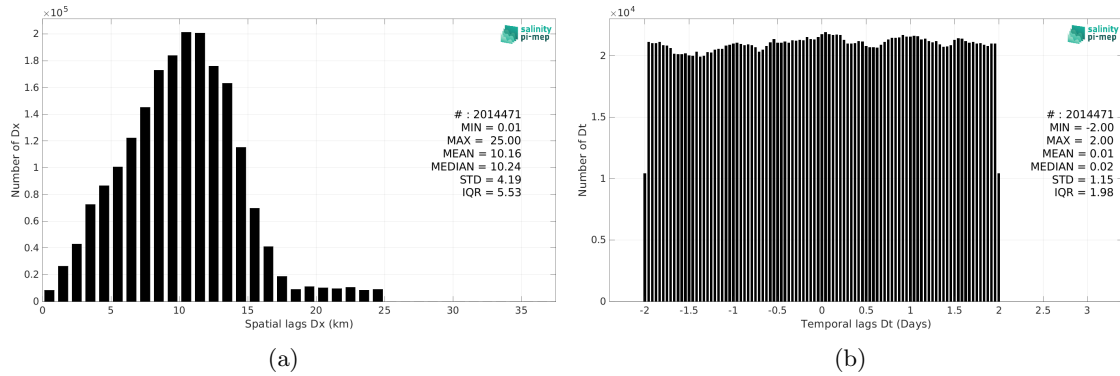 ×10⁵
2
1.8
1.6
1.4
1.2
1
0.8
0.6
0.4
0.2
0
Number of Dx
0 5 10 15 20 25 30 35
Spatial lags Dx (km)
salinity
pi-mep
# : 2014471
MIN = 0.01
MAX = 25.00
MEAN = 10.16
MEDIAN = 10.24
STD = 4.19
IQR = 5.53
(a)
×10⁴
2
1.5
1
0.5
0
Number of Dt
-2 -1.5 -1 -0.5 0 0.5 1 1.5 2 2.5 3
Temporal lags Dt (Days)
salinity
pi-mep
# : 2014471
MIN = -2.00
MAX = 2.00
MEAN = 0.01
MEDIAN = 0.02
STD = 1.15
IQR = 1.98
(b)